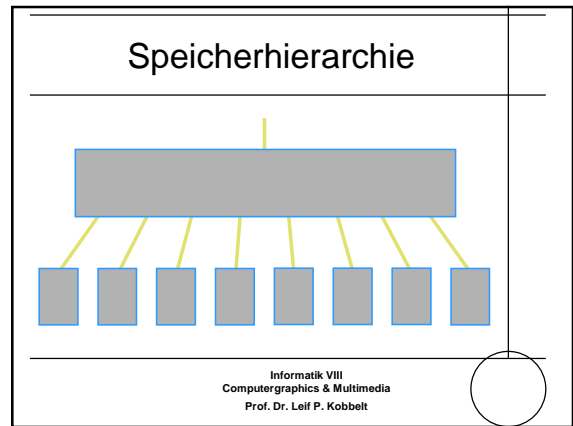 Speicherhierarchie
Informatik VIII
Computergraphics & Multimedia
Prof. Dr. Leif P. Kobbelt